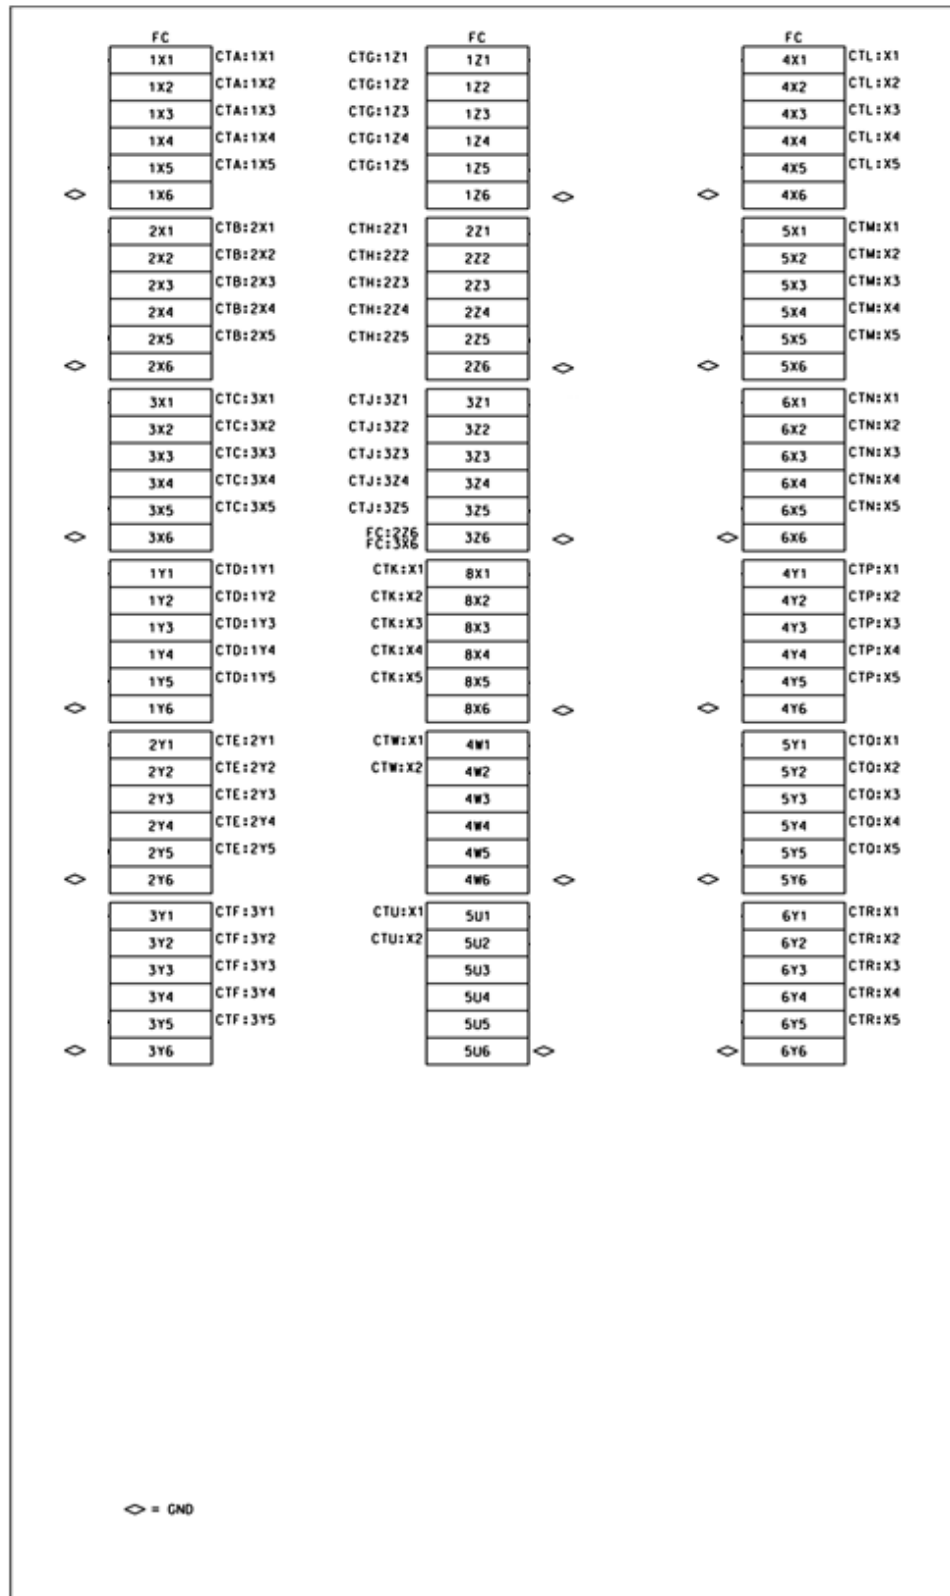 FC FC FC
1X1 CTA:1X1 CTG:1Z1 1Z1 4X1 CTL:X1
1X2 CTA:1X2 CTG:1Z2 1Z2 4X2 CTL:X2
1X3 CTA:1X3 CTG:1Z3 1Z3 4X3 CTL:X3
1X4 CTA:1X4 CTG:1Z4 1Z4 4X4 CTL:X4
1X5 CTA:1X5 CTG:1Z5 1Z5 4X5 CTL:X5
1X6 1Z6 4X6
2X1 CTB:2X1 CTH:2Z1 2Z1 5X1 CTM:X1
2X2 CTB:2X2 CTH:2Z2 2Z2 5X2 CTM:X2
2X3 CTB:2X3 CTH:2Z3 2Z3 5X3 CTM:X3
2X4 CTB:2X4 CTH:2Z4 2Z4 5X4 CTM:X4
2X5 CTB:2X5 CTH:2Z5 2Z5 5X5 CTM:X5
2X6 2Z6 5X6
3X1 CTC:3X1 CTJ:3Z1 3Z1 6X1 CTN:X1
3X2 CTC:3X2 CTJ:3Z2 3Z2 6X2 CTN:X2
3X3 CTC:3X3 CTJ:3Z3 3Z3 6X3 CTN:X3
3X4 CTC:3X4 CTJ:3Z4 3Z4 6X4 CTN:X4
3X5 CTC:3X5 CTJ:3Z5 3Z5 6X5 CTN:X5
FC:2Z6
3X6 FC:3X6 3Z6 6X6
1Y1 CTD:1Y1 CTK:X1 8X1 4Y1 CTP:X1
1Y2 CTD:1Y2 CTK:X2 8X2 4Y2 CTP:X2
1Y3 CTD:1Y3 CTK:X3 8X3 4Y3 CTP:X3
1Y4 CTD:1Y4 CTK:X4 8X4 4Y4 CTP:X4
1Y5 CTD:1Y5 CTK:X5 8X5 4Y5 CTP:X5
1Y6 8X6 4Y6
2Y1 CTE:2Y1 CTW:X1 4W1 5Y1 CTQ:X1
2Y2 CTE:2Y2 CTW:X2 4W2 5Y2 CTQ:X2
2Y3 CTE:2Y3 4W3 5Y3 CTQ:X3
2Y4 CTE:2Y4 4W4 5Y4 CTQ:X4
2Y5 CTE:2Y5 4W5 5Y5 CTQ:X5
2Y6 4W6 5Y6
3Y1 CTF:3Y1 CTU:X1 5U1 6Y1 CTR:X1
3Y2 CTF:3Y2 CTU:X2 5U2 6Y2 CTR:X2
3Y3 CTF:3Y3 5U3 6Y3 CTR:X3
3Y4 CTF:3Y4 5U4 6Y4 CTR:X4
3Y5 CTF:3Y5 5U5 6Y5 CTR:X5
3Y6 5U6 6Y6
= GND